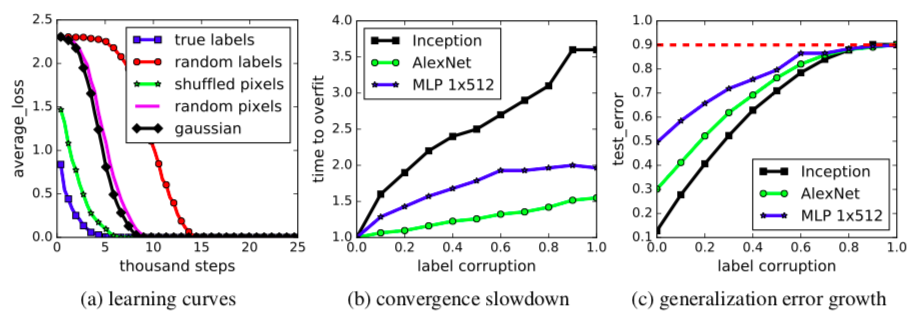 2.5
2.0
1.5
1.0
0.5
0.0
average_loss
0
5
10
15
20
25
thousand steps
true labels
random labels
shuffled pixels
random pixels
gaussian
(a) learning curves
4.0
3.5
3.0
2.5
2.0
1.5
1.0
time to overfit
0.0
0.2
0.4
0.6
0.8
1.0
label corruption
Inception
AlexNet
MLP 1x512
(b) convergence slowdown
1.0
0.9
0.8
0.7
0.6
0.5
0.4
0.3
0.2
0.1
test_error
0.0
0.2
0.4
0.6
0.8
1.0
label corruption
Inception
AlexNet
MLP 1x512
(c) generalization error growth